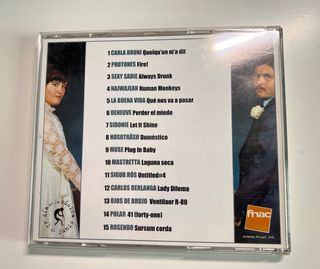 1 CARLA BRUNI Quelqu'un m'a dit
2 PROTONES Fire!
3 SEXY SADIE Always Drunk
4 NAJWAJEAN Human Monkeys
5 LA BUENA VIDA Qué nos va a pasar
6 DENEUVE Perder el miedo
7 SIDONIE Let It Shine
8 NOSOTRÄSH Doméstico
9 MUSE Plug In Baby
10 MASTRETTA Laguna seca
11 SIGUR RÓS Untitled#4
12 CARLOS BERLANGA Lady Dilema
13 OJOS DE BRUJO Ventilaor R-80
14 POLAR 41 (forty-one)
15 ROSENDO Sursum corda
fnac